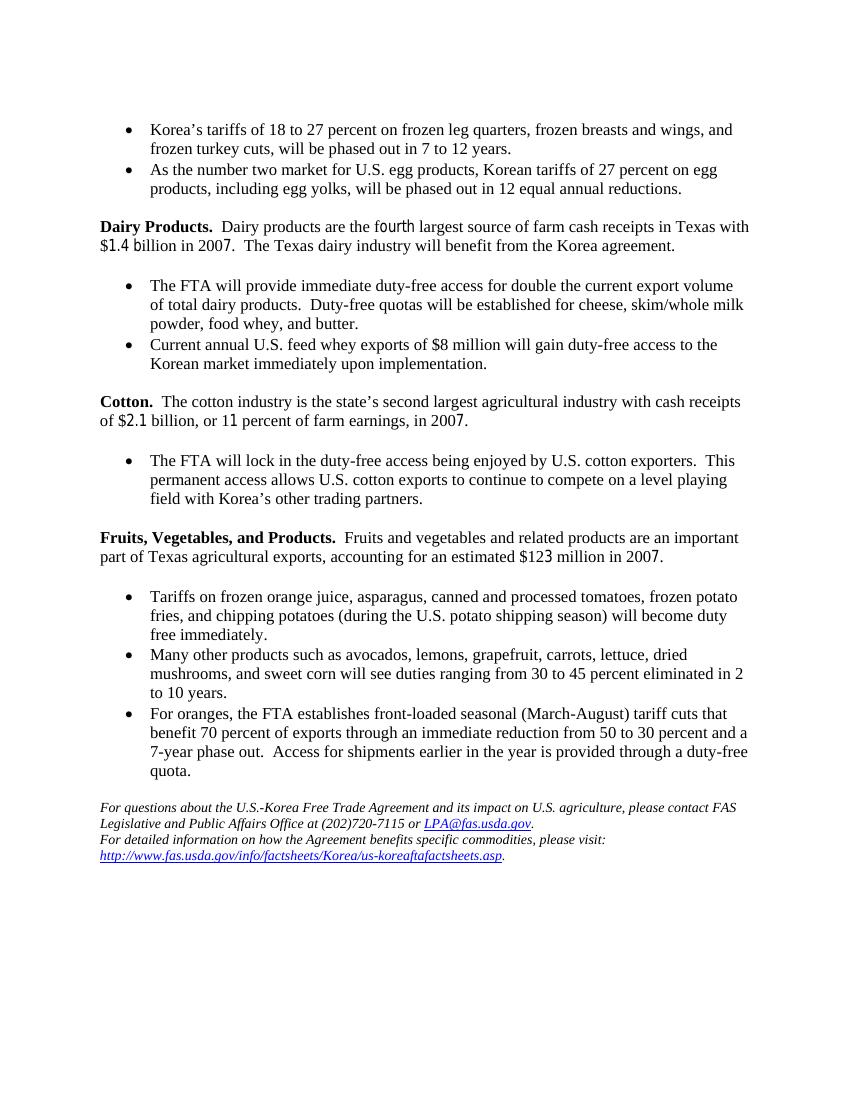 • Korea’s tariffs of 18 to 27 percent on frozen leg quarters, frozen breasts and wings, and
frozen turkey cuts, will be phased out in 7 to 12 years.
• As the number two market for U.S. egg products, Korean tariffs of 27 percent on egg
products, including egg yolks, will be phased out in 12 equal annual reductions.
Dairy Products.  Dairy products are the fourth largest source of farm cash receipts in Texas with
$1.4 billion in 2007.  The Texas dairy industry will benefit from the Korea agreement.
• The FTA will provide immediate duty-free access for double the current export volume
of total dairy products.  Duty-free quotas will be established for cheese, skim/whole milk
powder, food whey, and butter.
• Current annual U.S. feed whey exports of $8 million will gain duty-free access to the
Korean market immediately upon implementation.
Cotton.  The cotton industry is the state’s second largest agricultural industry with cash receipts
of $2.1 billion, or 11 percent of farm earnings, in 2007.
• The FTA will lock in the duty-free access being enjoyed by U.S. cotton exporters.  This
permanent access allows U.S. cotton exports to continue to compete on a level playing
field with Korea’s other trading partners.
Fruits, Vegetables, and Products.  Fruits and vegetables and related products are an important
part of Texas agricultural exports, accounting for an estimated $123 million in 2007.
• Tariffs on frozen orange juice, asparagus, canned and processed tomatoes, frozen potato
fries, and chipping potatoes (during the U.S. potato shipping season) will become duty
free immediately.
• Many other products such as avocados, lemons, grapefruit, carrots, lettuce, dried
mushrooms, and sweet corn will see duties ranging from 30 to 45 percent eliminated in 2
to 10 years.
• For oranges, the FTA establishes front-loaded seasonal (March-August) tariff cuts that
benefit 70 percent of exports through an immediate reduction from 50 to 30 percent and a
7-year phase out.  Access for shipments earlier in the year is provided through a duty-free
quota.
For questions about the U.S.-Korea Free Trade Agreement and its impact on U.S. agriculture, please contact FAS
Legislative and Public Affairs Office at (202)720-7115 or LPA@fas.usda.gov.
For detailed information on how the Agreement benefits specific commodities, please visit:
http://www.fas.usda.gov/info/factsheets/Korea/us-koreaftafactsheets.asp.